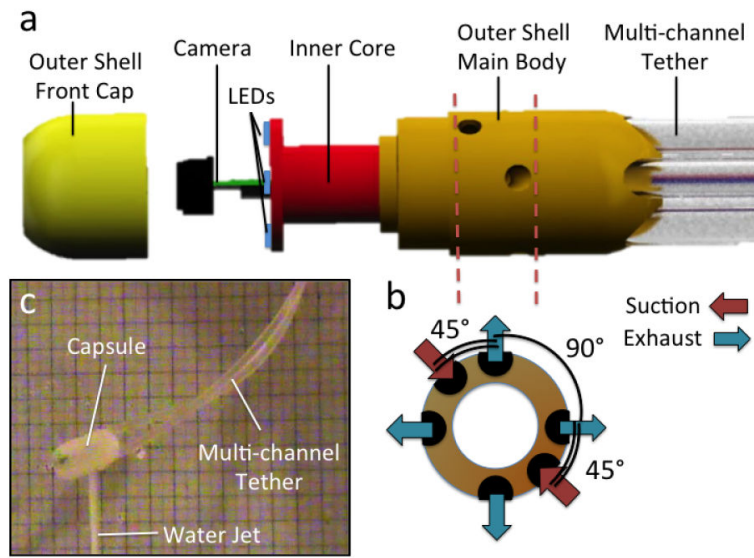 a
Outer Shell
Front Cap
Camera
LEDs
Inner Core
Outer Shell
Main Body
Multi-channel
Tether
c
Capsule
Multi-channel
Tether
Water Jet
b
Suction
Exhaust
45°
90°
45°